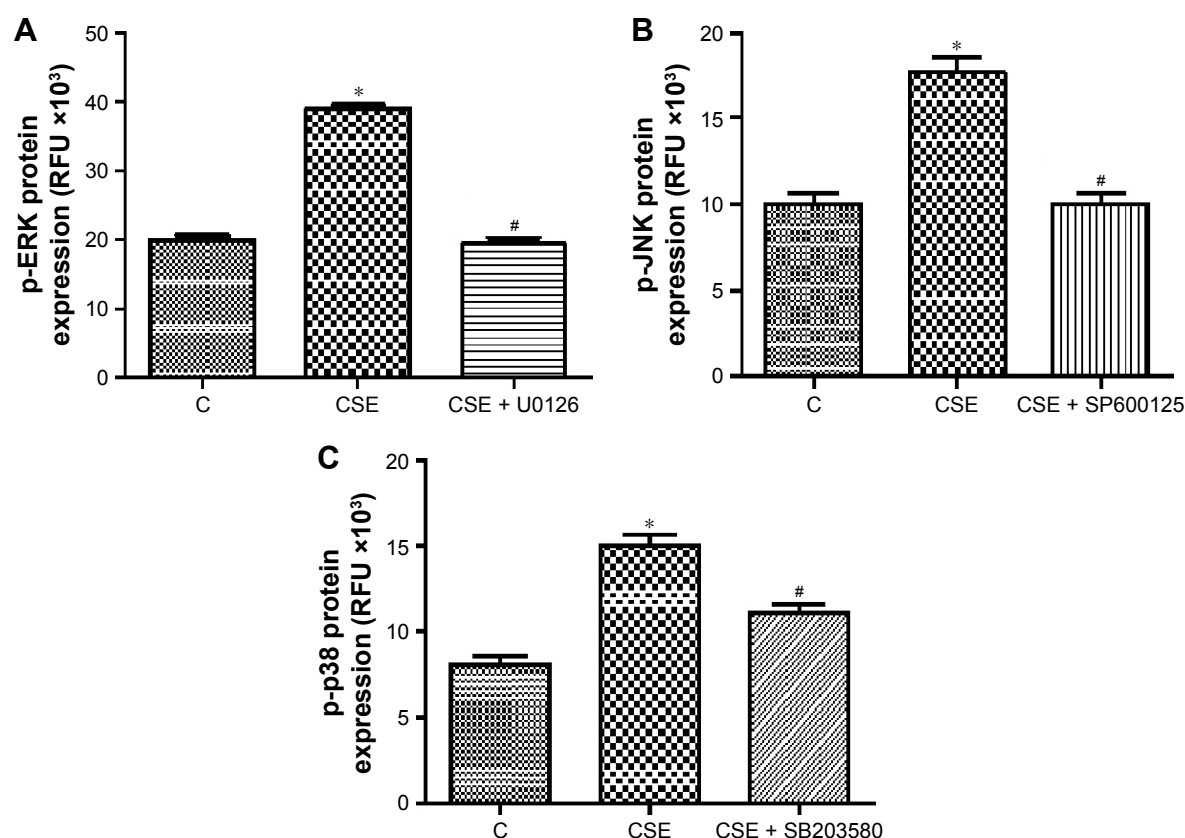 A
p-ERK protein
expression (RFU ×10³)
50
40
30
20
10
0
*
#
C
CSE
CSE + U0126
B
p-JNK protein
expression (RFU ×10³)
20
15
10
5
0
*
#
C
CSE
CSE + SP600125
C
p-p38 protein
expression (RFU ×10³)
20
15
10
5
0
*
#
C
CSE
CSE + SB203580